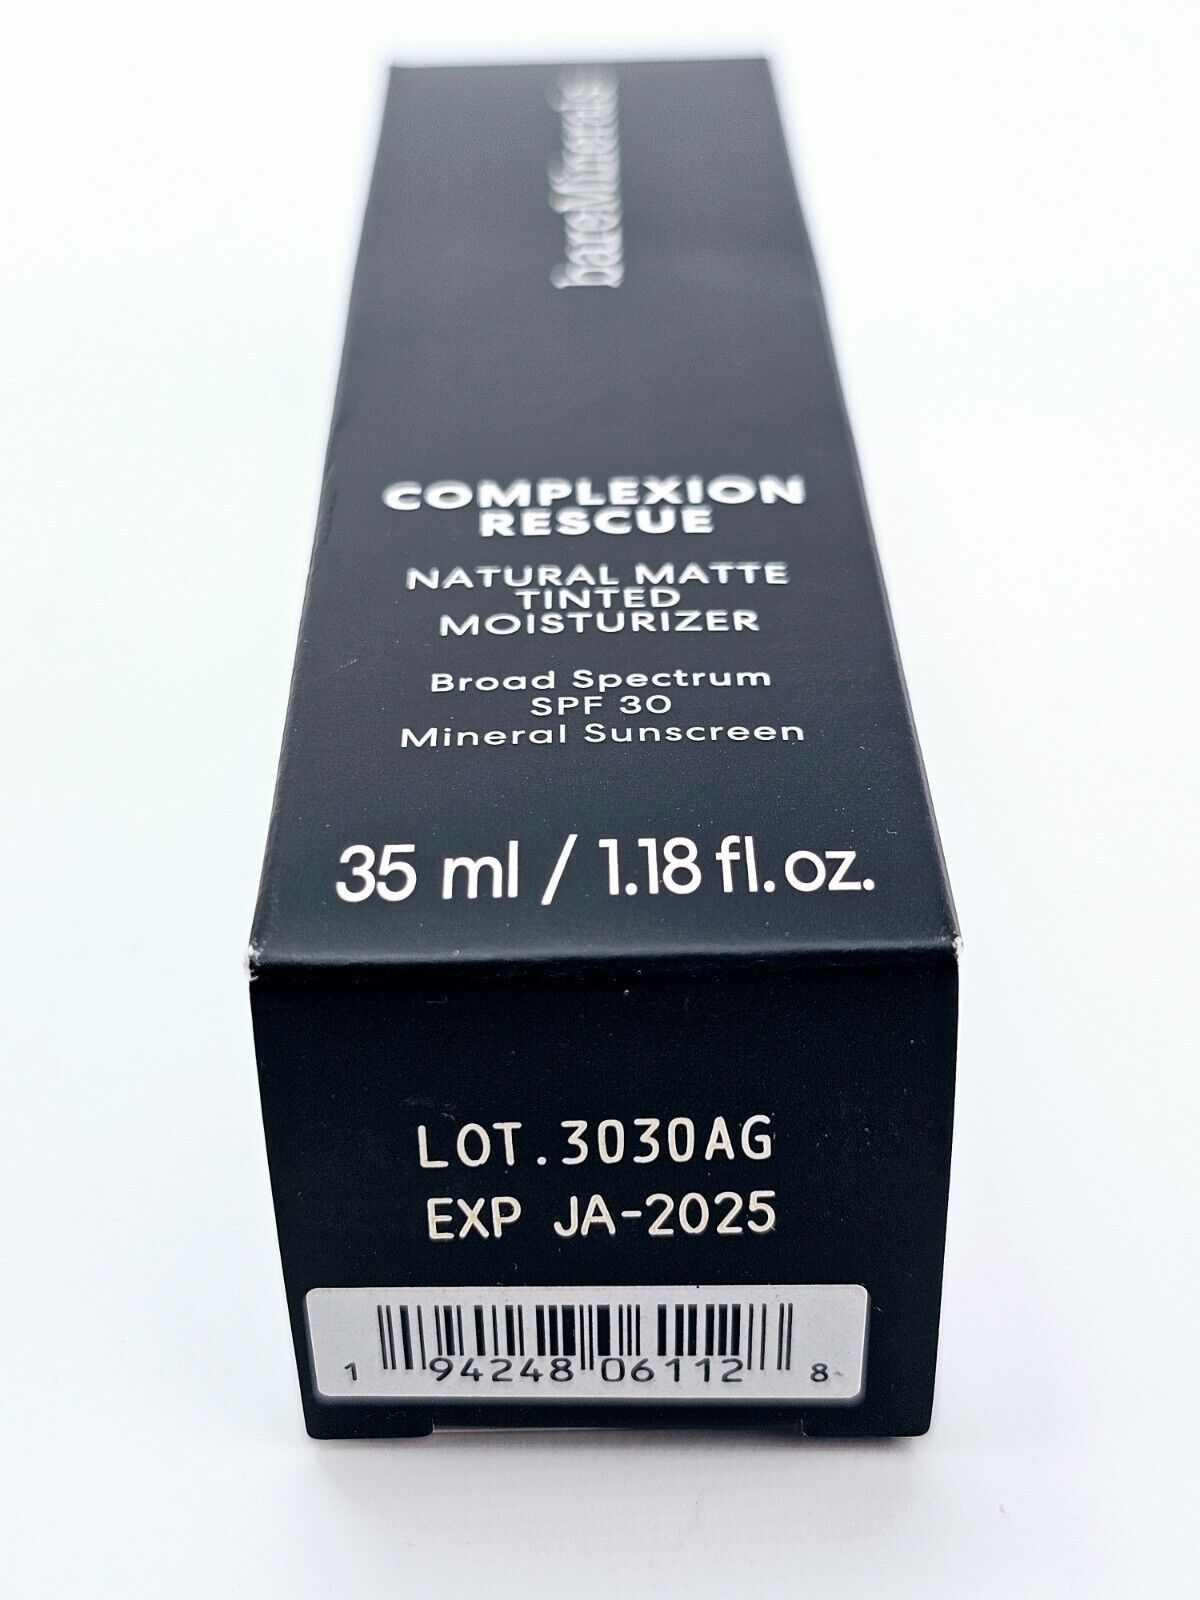 bareMinerals
COMPLEXION
RESCUE
NATURAL MATTE
TINTED
MOISTURIZER
Broad Spectrum
SPF 30
Mineral Sunscreen
35 ml / 1.18 fl. oz.
LOT.3030AG
EXP JA-2025
1 94248 06112 8